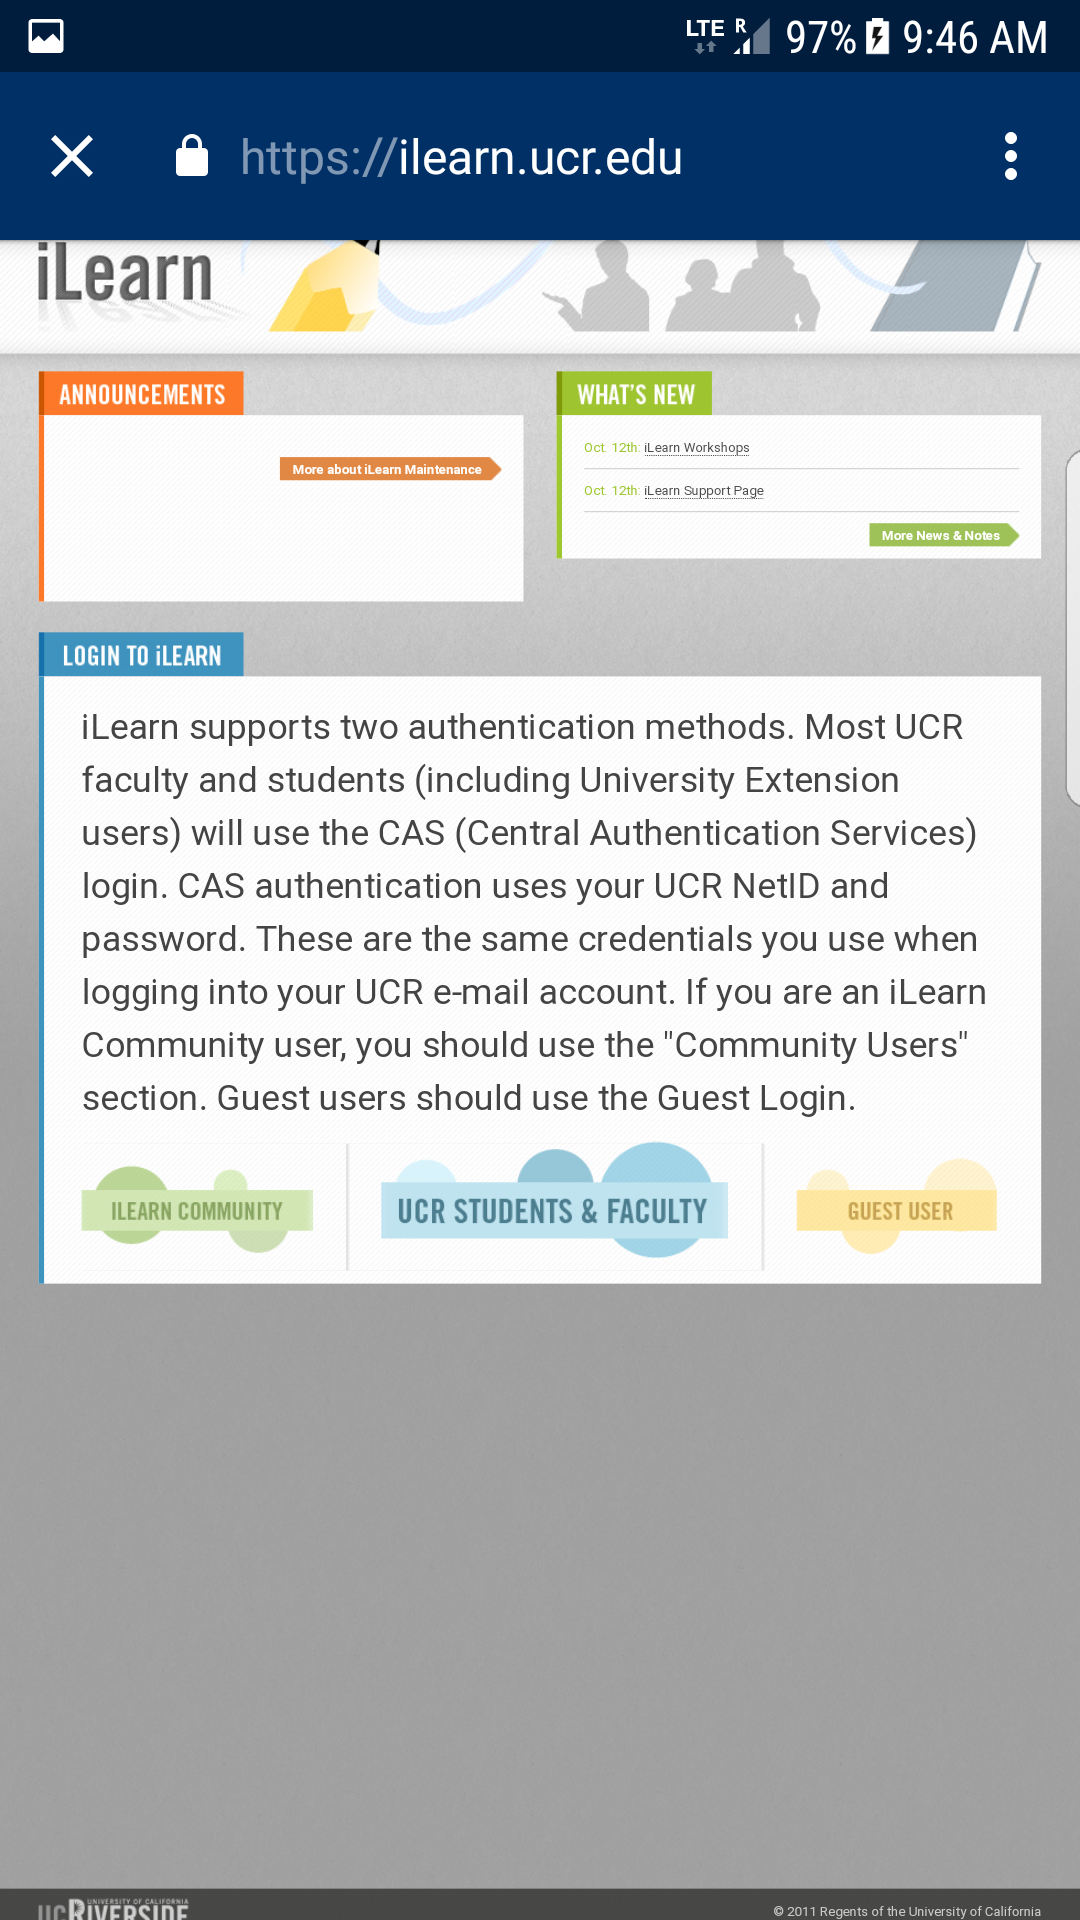 LTE R 97% 9:46 AM
https://ilearn.ucr.edu
iLearn
ANNOUNCEMENTS
More about iLearn Maintenance
WHAT'S NEW
Oct. 12th: iLearn Workshops
Oct. 12th: iLearn Support Page
More News & Notes
LOGIN TO iLEARN
iLearn supports two authentication methods. Most UCR
faculty and students (including University Extension
users) will use the CAS (Central Authentication Services)
login. CAS authentication uses your UCR NetID and
password. These are the same credentials you use when
logging into your UCR e-mail account. If you are an iLearn
Community user, you should use the "Community Users"
section. Guest users should use the Guest Login.
ILEARN COMMUNITY
UCR STUDENTS & FACULTY
GUEST USER
UNIVERSITY OF CALIFORNIA
UCRIVERSIDE
© 2011 Regents of the University of California